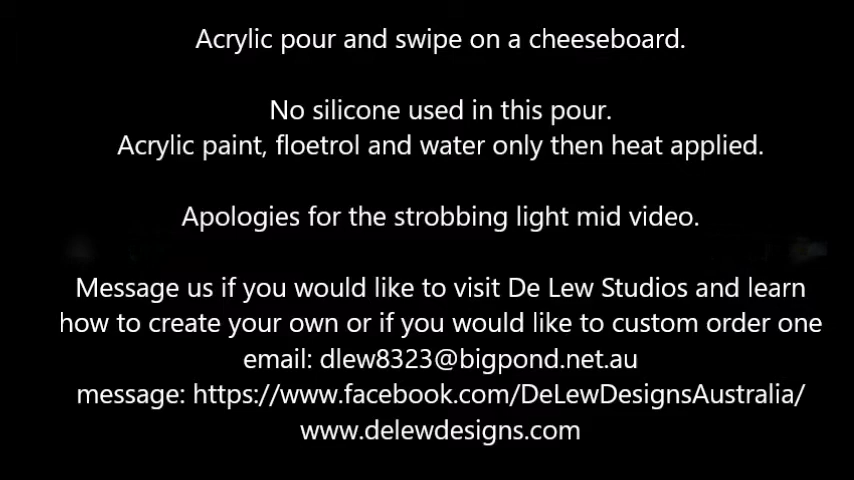 Acrylic pour and swipe on a cheeseboard.
No silicone used in this pour.
Acrylic paint, floetrol and water only then heat applied.
Apologies for the strobbing light mid video.
Message us if you would like to visit De Lew Studios and learn
how to create your own or if you would like to custom order one
email: dlew8323@bigpond.net.au
message: https://www.facebook.com/DeLewDesignsAustralia/
www.delewdesigns.com